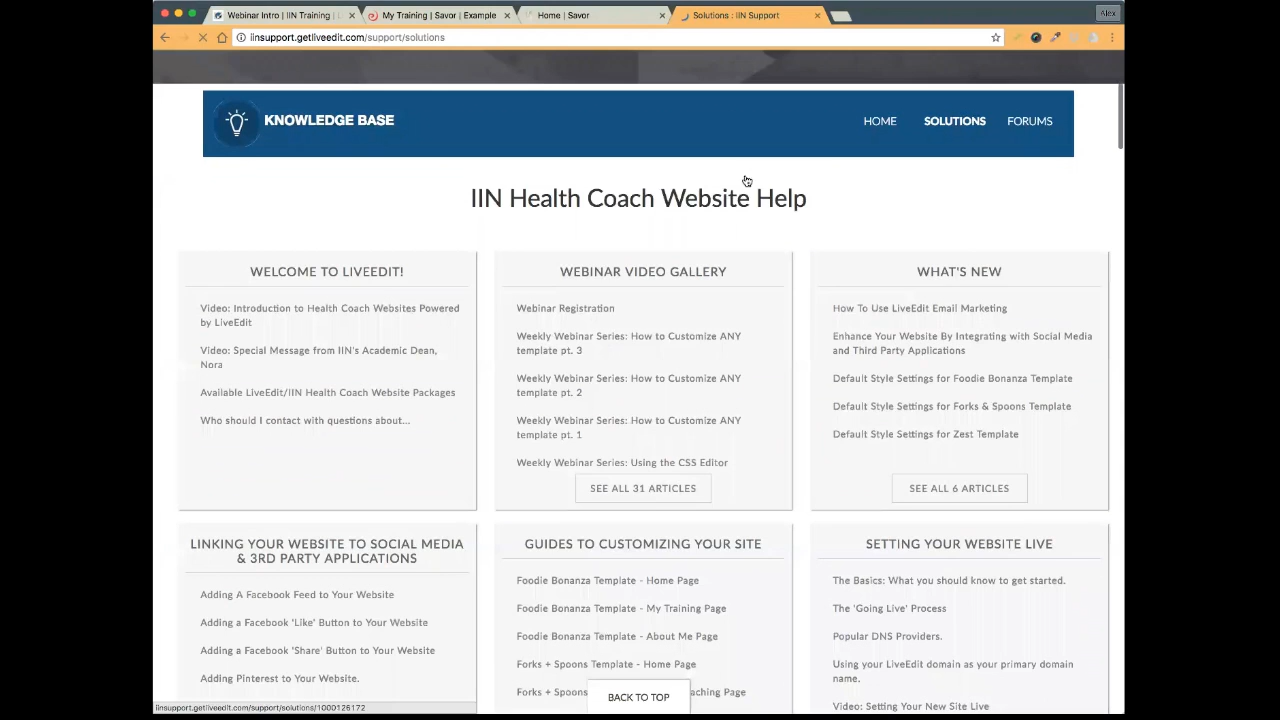 Webinar Intro | IIN Training | L
My Training | Savor | Example
Home | Savor
Solutions : IIN Support
Alex
iinsupport.getliveedit.com/support/solutions
KNOWLEDGE BASE
HOME
SOLUTIONS
FORUMS
IIN Health Coach Website Help
WELCOME TO LIVEEDIT!
Video: Introduction to Health Coach Websites Powered
by LiveEdit
Video: Special Message from IIN's Academic Dean,
Nora
Available LiveEdit/IIN Health Coach Website Packages
Who should I contact with questions about...
WEBINAR VIDEO GALLERY
Webinar Registration
Weekly Webinar Series: How to Customize ANY
template pt. 3
Weekly Webinar Series: How to Customize ANY
template pt. 2
Weekly Webinar Series: How to Customize ANY
template pt. 1
Weekly Webinar Series: Using the CSS Editor
SEE ALL 31 ARTICLES
WHAT'S NEW
How To Use LiveEdit Email Marketing
Enhance Your Website By Integrating with Social Media
and Third Party Applications
Default Style Settings for Foodie Bonanza Template
Default Style Settings for Forks & Spoons Template
Default Style Settings for Zest Template
SEE ALL 6 ARTICLES
LINKING YOUR WEBSITE TO SOCIAL MEDIA
& 3RD PARTY APPLICATIONS
Adding A Facebook Feed to Your Website
Adding a Facebook 'Like' Button to Your Website
Adding a Facebook 'Share' Button to Your Website
Adding Pinterest to Your Website.
GUIDES TO CUSTOMIZING YOUR SITE
Foodie Bonanza Template - Home Page
Foodie Bonanza Template - My Training Page
Foodie Bonanza Template - About Me Page
Forks + Spoons Template - Home Page
Forks + Spoons aching Page
BACK TO TOP
SETTING YOUR WEBSITE LIVE
The Basics: What you should know to get started.
The 'Going Live' Process
Popular DNS Providers.
Using your LiveEdit domain as your primary domain
name.
Video: Setting Your New Site Live
iinsupport.getliveedit.com/support/solutions/1000126172